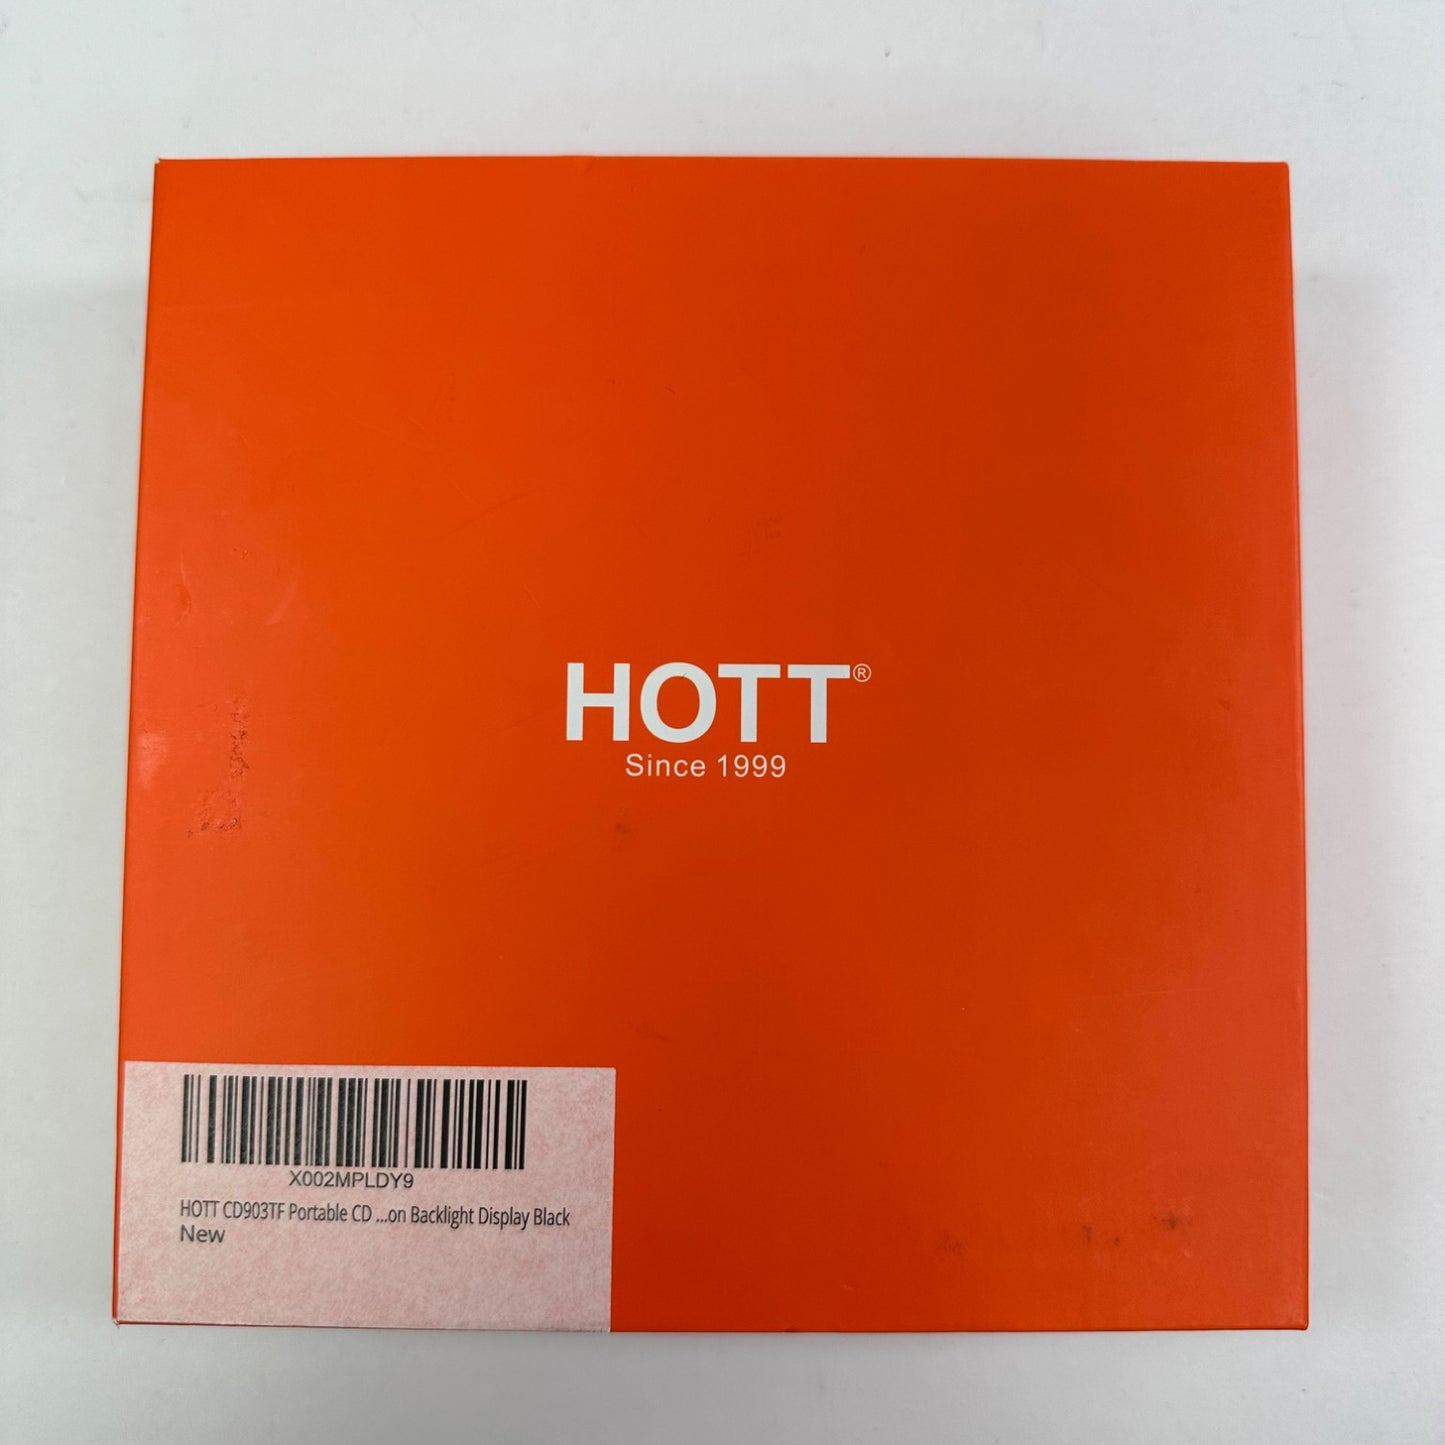 HOTT®
Since 1999
X002MPLDY9
HOTT CD903TF Portable CD ...on Backlight Display Black
New